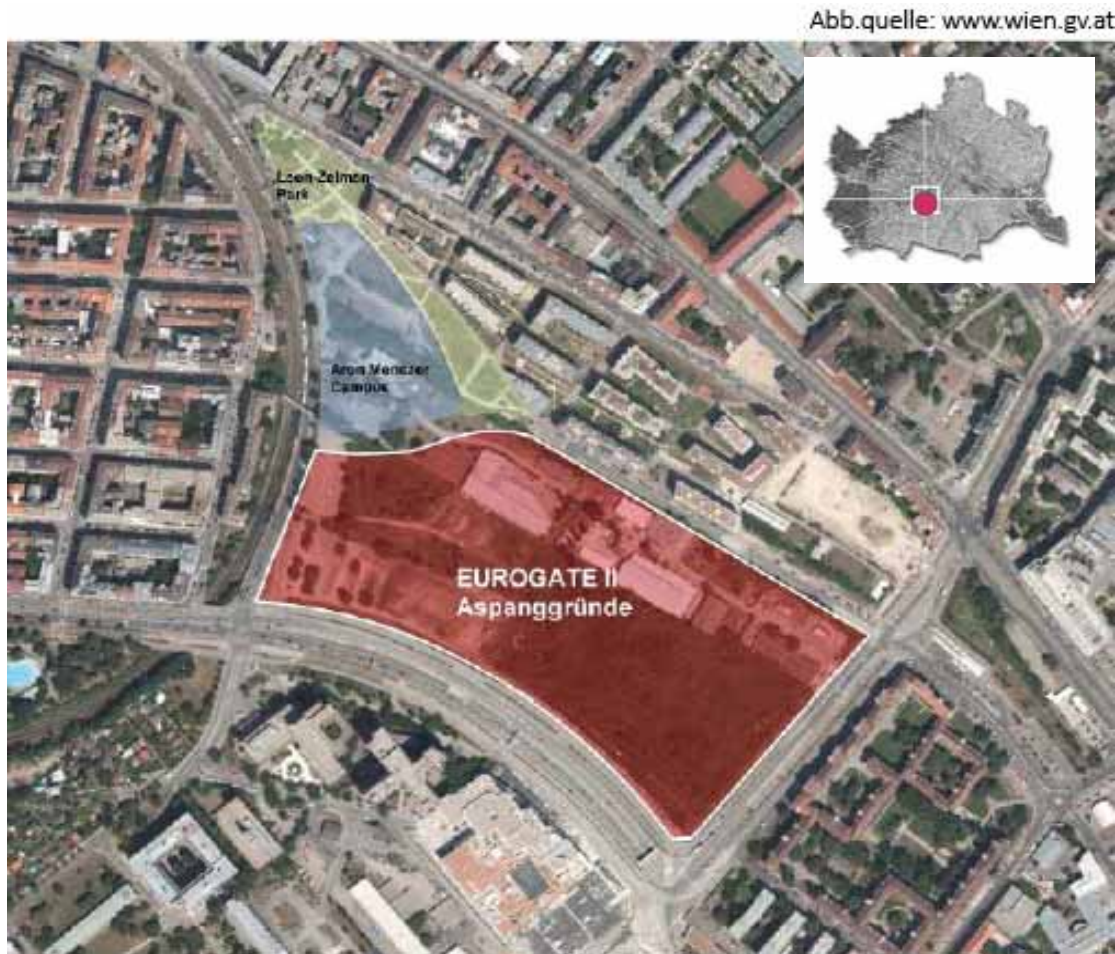 Abb.quelle: www.wien.gv.at
Leon-Zelman-
Park
Aron Menczer
Campus
EUROGATE II
Aspanggründe